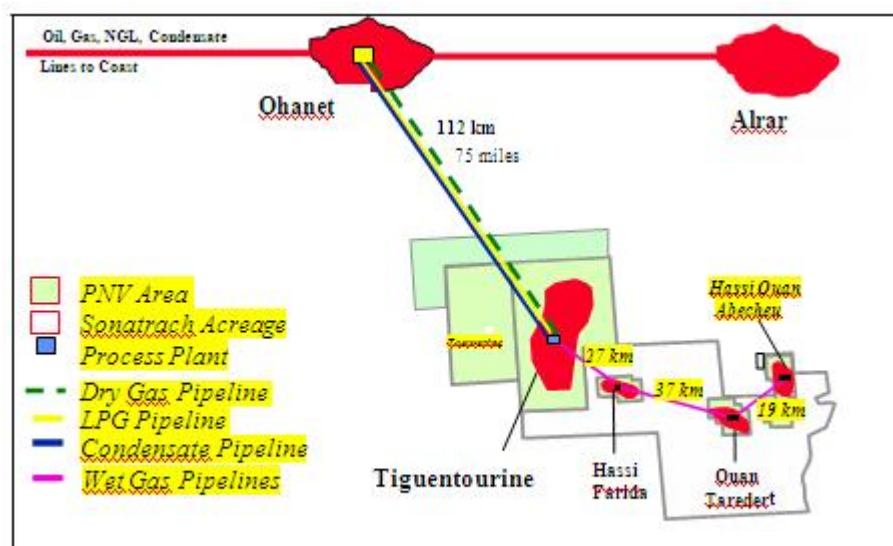 Oil, Gas, NGL, Condensate
Lines to Coast
Ohanet
Alrar
112 km
75 miles
Hassi Ouan
Abecheu
PNV Area
Sonatrach Acreage
Process Plant
Dry Gas Pipeline
LPG Pipeline
Condensate Pipeline
Wet Gas Pipelines
27 km
37 km
19 km
Tiguentourine
Hassi
Farida
Ouan
Taredert